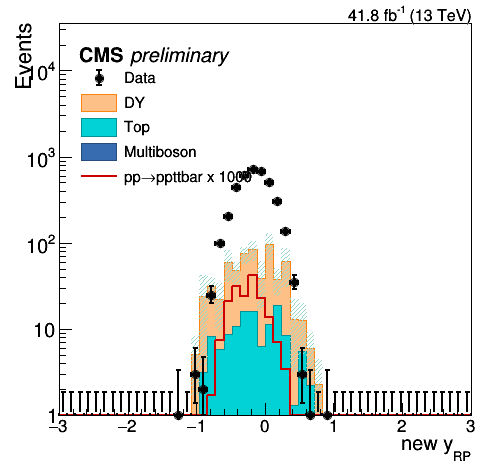 41.8 fb⁻¹ (13 TeV)
Events
CMS preliminary
Data
DY
Top
Multiboson
pp→ppttbar x 1000
10⁴
10³
10²
10
1
−3 −2 −1 0 1 2 3
new y_RP